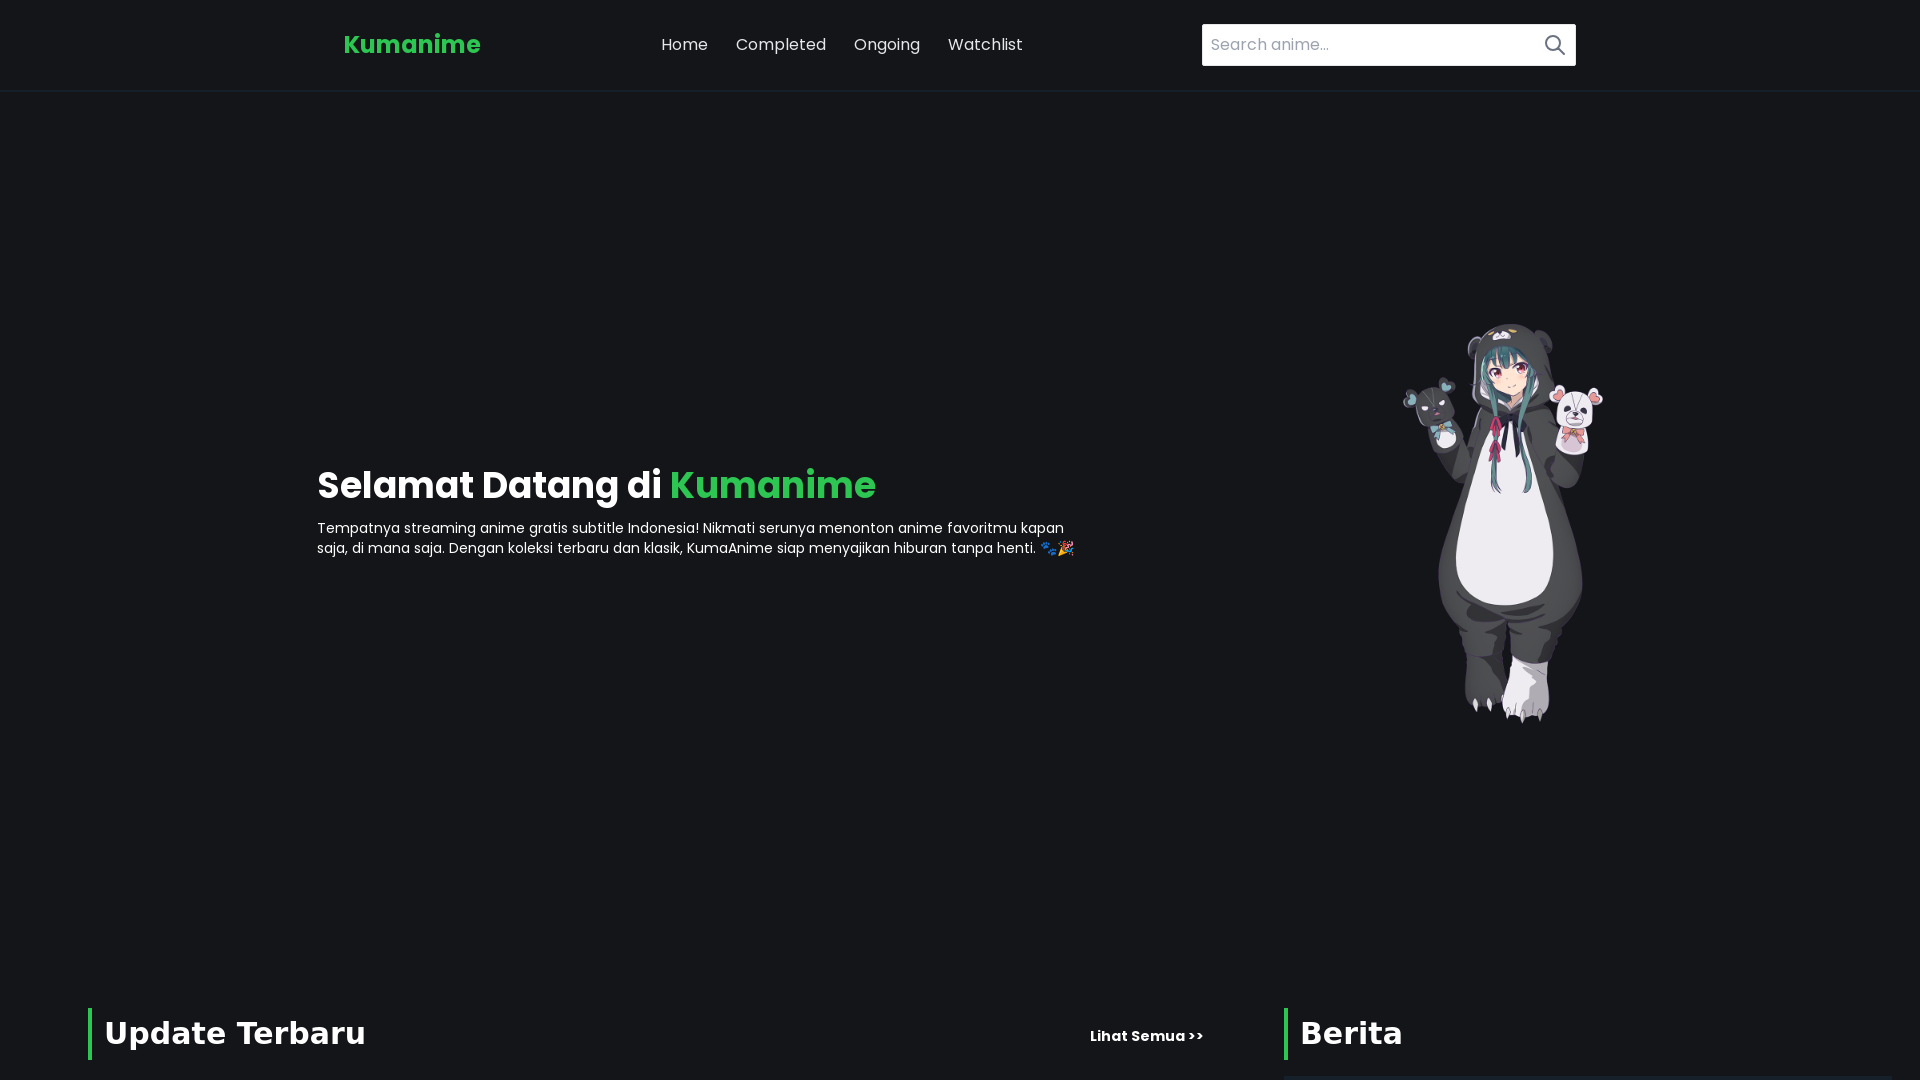 Kumanime
Home
Completed
Ongoing
Watchlist
Search anime...
Selamat Datang di Kumanime
Tempatnya streaming anime gratis subtitle Indonesia! Nikmati serunya menonton anime favoritmu kapan
saja, di mana saja. Dengan koleksi terbaru dan klasik, KumaAnime siap menyajikan hiburan tanpa henti. 🐾🎉
Update Terbaru
Lihat Semua >>
Berita